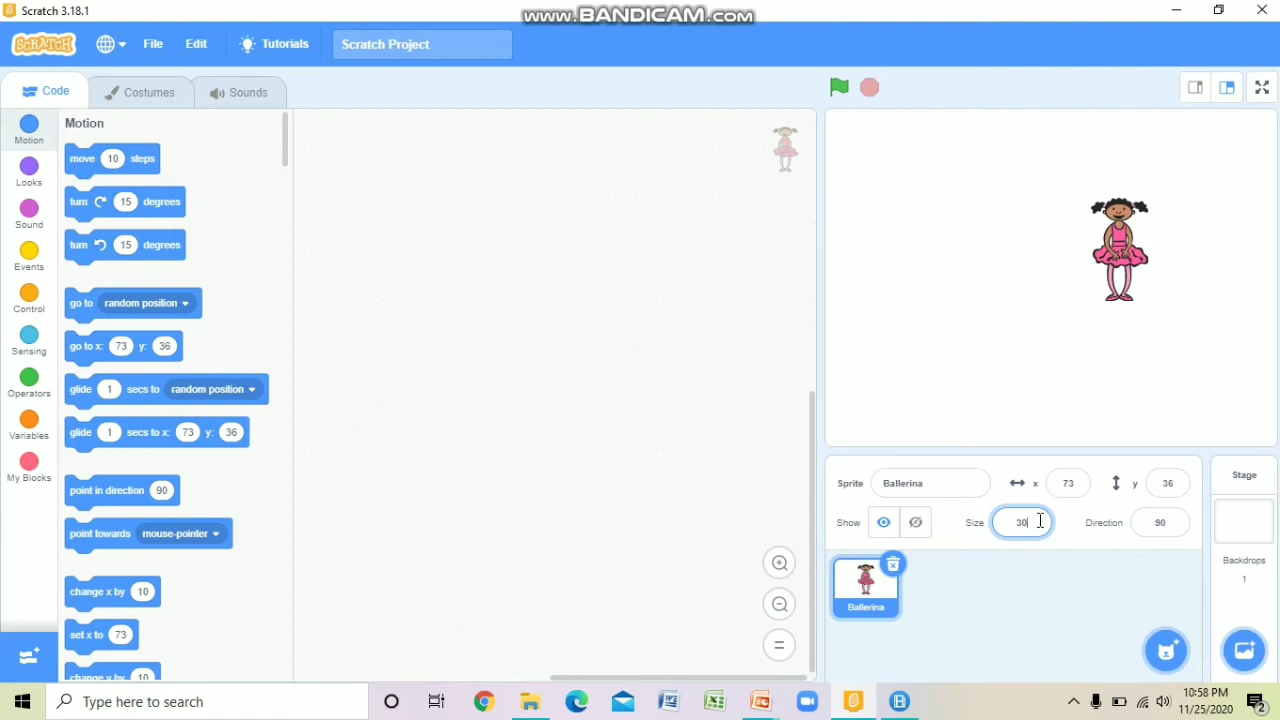 Scratch 3.18.1
www.BANDICAM.com
SCRATCH
File
Edit
Tutorials
Scratch Project
Code
Costumes
Sounds
Motion
Looks
Sound
Events
Control
Sensing
Operators
Variables
My Blocks
Motion
move 10 steps
turn 15 degrees
turn 15 degrees
go to random position
go to x: 73 y: 36
glide 1 secs to random position
glide 1 secs to x: 73 y: 36
point in direction 90
point towards mouse-pointer
change x by 10
set x to 73
change y by 10
Sprite Ballerina x 73 y 36
Show Size 30 Direction 90
Ballerina
Stage
Backdrops
1
Type here to search
10:58 PM
11/25/2020
2